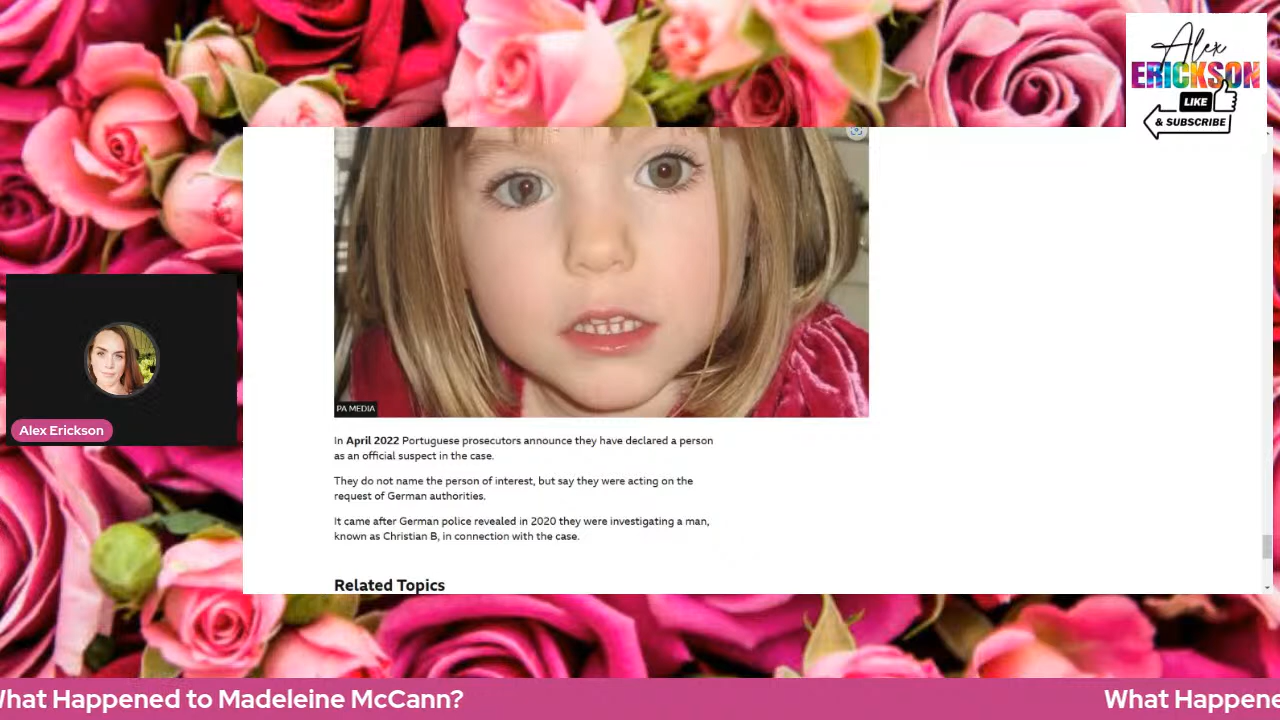 Alex
ERICKSON
LIKE
& SUBSCRIBE
PA MEDIA
In April 2022 Portuguese prosecutors announce they have declared a person
as an official suspect in the case.
They do not name the person of interest, but say they were acting on the
request of German authorities.
It came after German police revealed in 2020 they were investigating a man,
known as Christian B, in connection with the case.
Related Topics
Alex Erickson
What Happened to Madeleine McCann?
What Happene